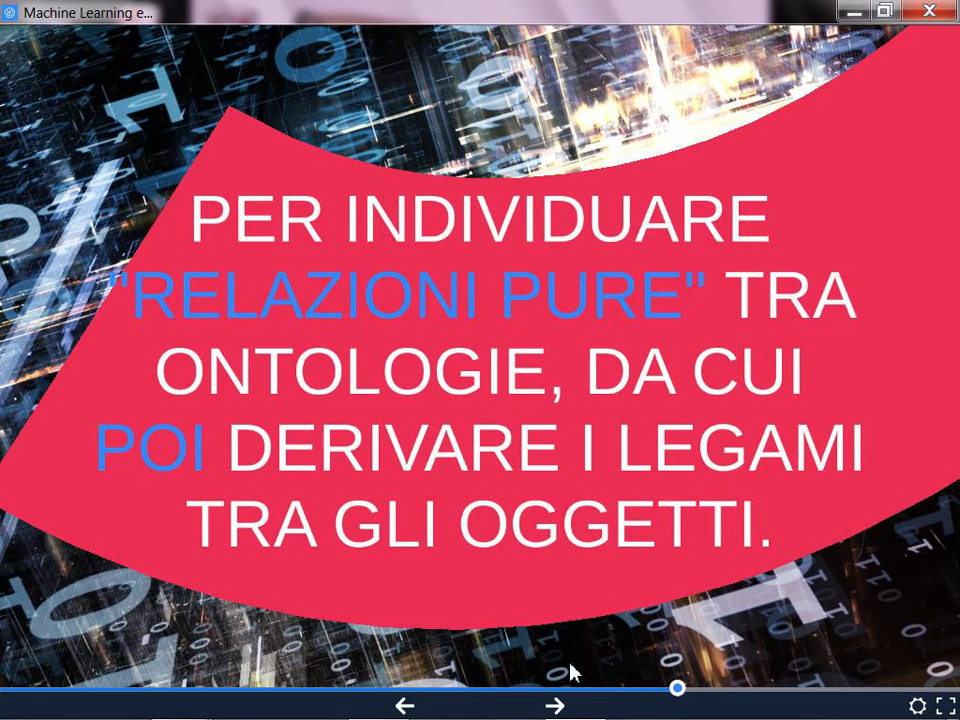 Machine Learning e...
PER INDIVIDUARE
"RELAZIONI PURE" TRA
ONTOLOGIE, DA CUI
POI DERIVARE I LEGAMI
TRA GLI OGGETTI.